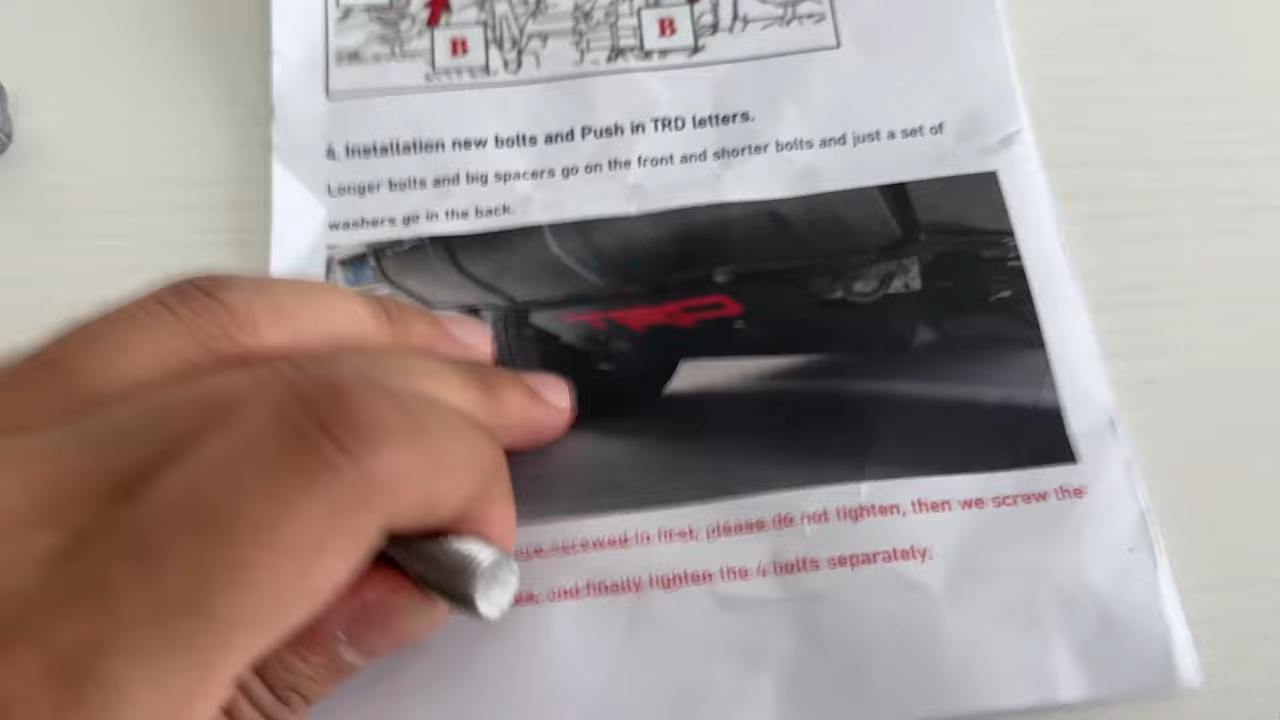 B
B
4. Installation new bolts and Push in TRD letters.
Longer bolts and big spacers go on the front and shorter bolts and just a set of
washers go in the back.
TRD
are screwed in first, please do not tighten, then we screw the
and finally tighten the 4 bolts separately.